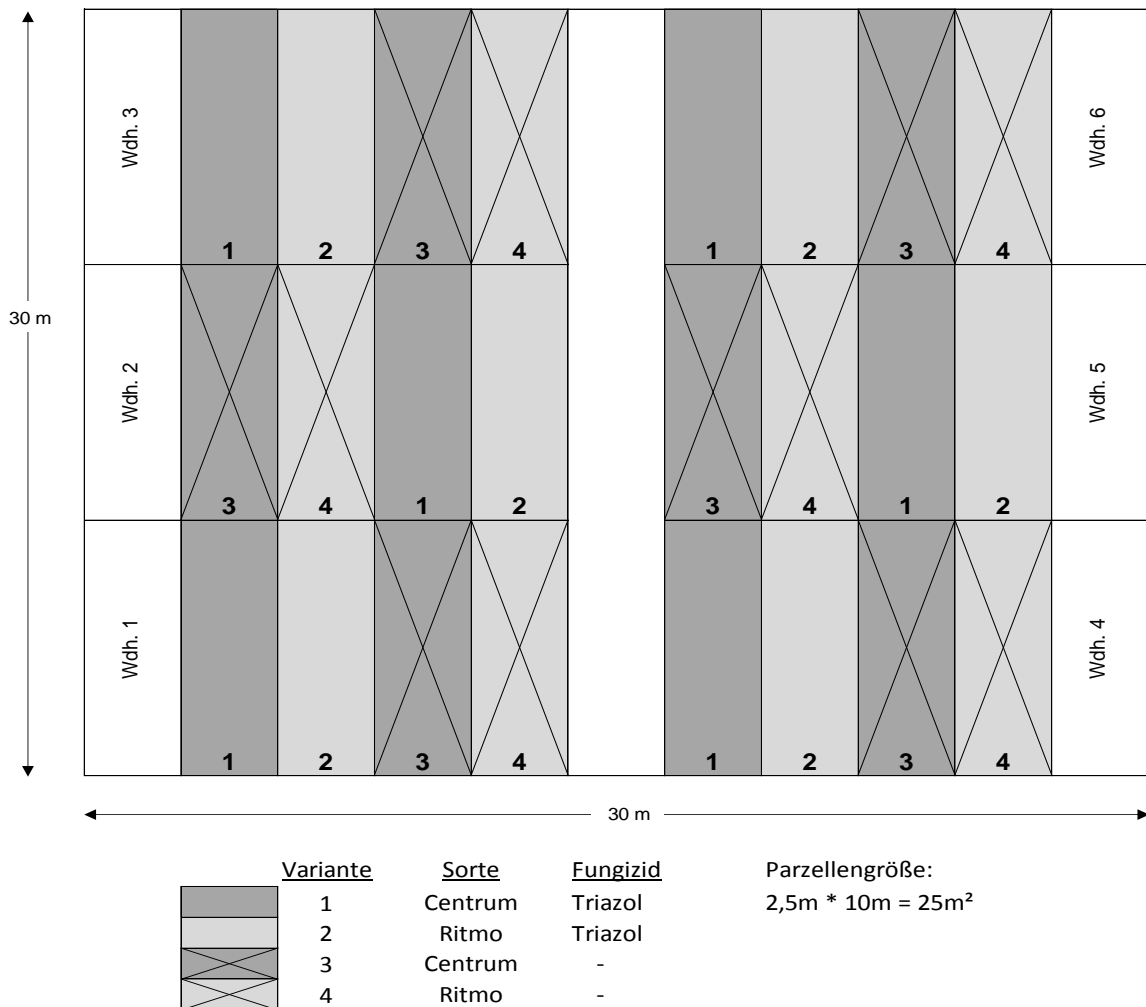 Wdh. 3
Wdh. 6
1 2 3 4 1 2 3 4
30 m
Wdh. 2
Wdh. 5
3 4 1 2 3 4 1 2
Wdh. 1
Wdh. 4
1 2 3 4 1 2 3 4
30 m
Variante Sorte Fungizid Parzellengröße:
1 Centrum Triazol 2,5m * 10m = 25m²
2 Ritmo Triazol
3 Centrum -
4 Ritmo -